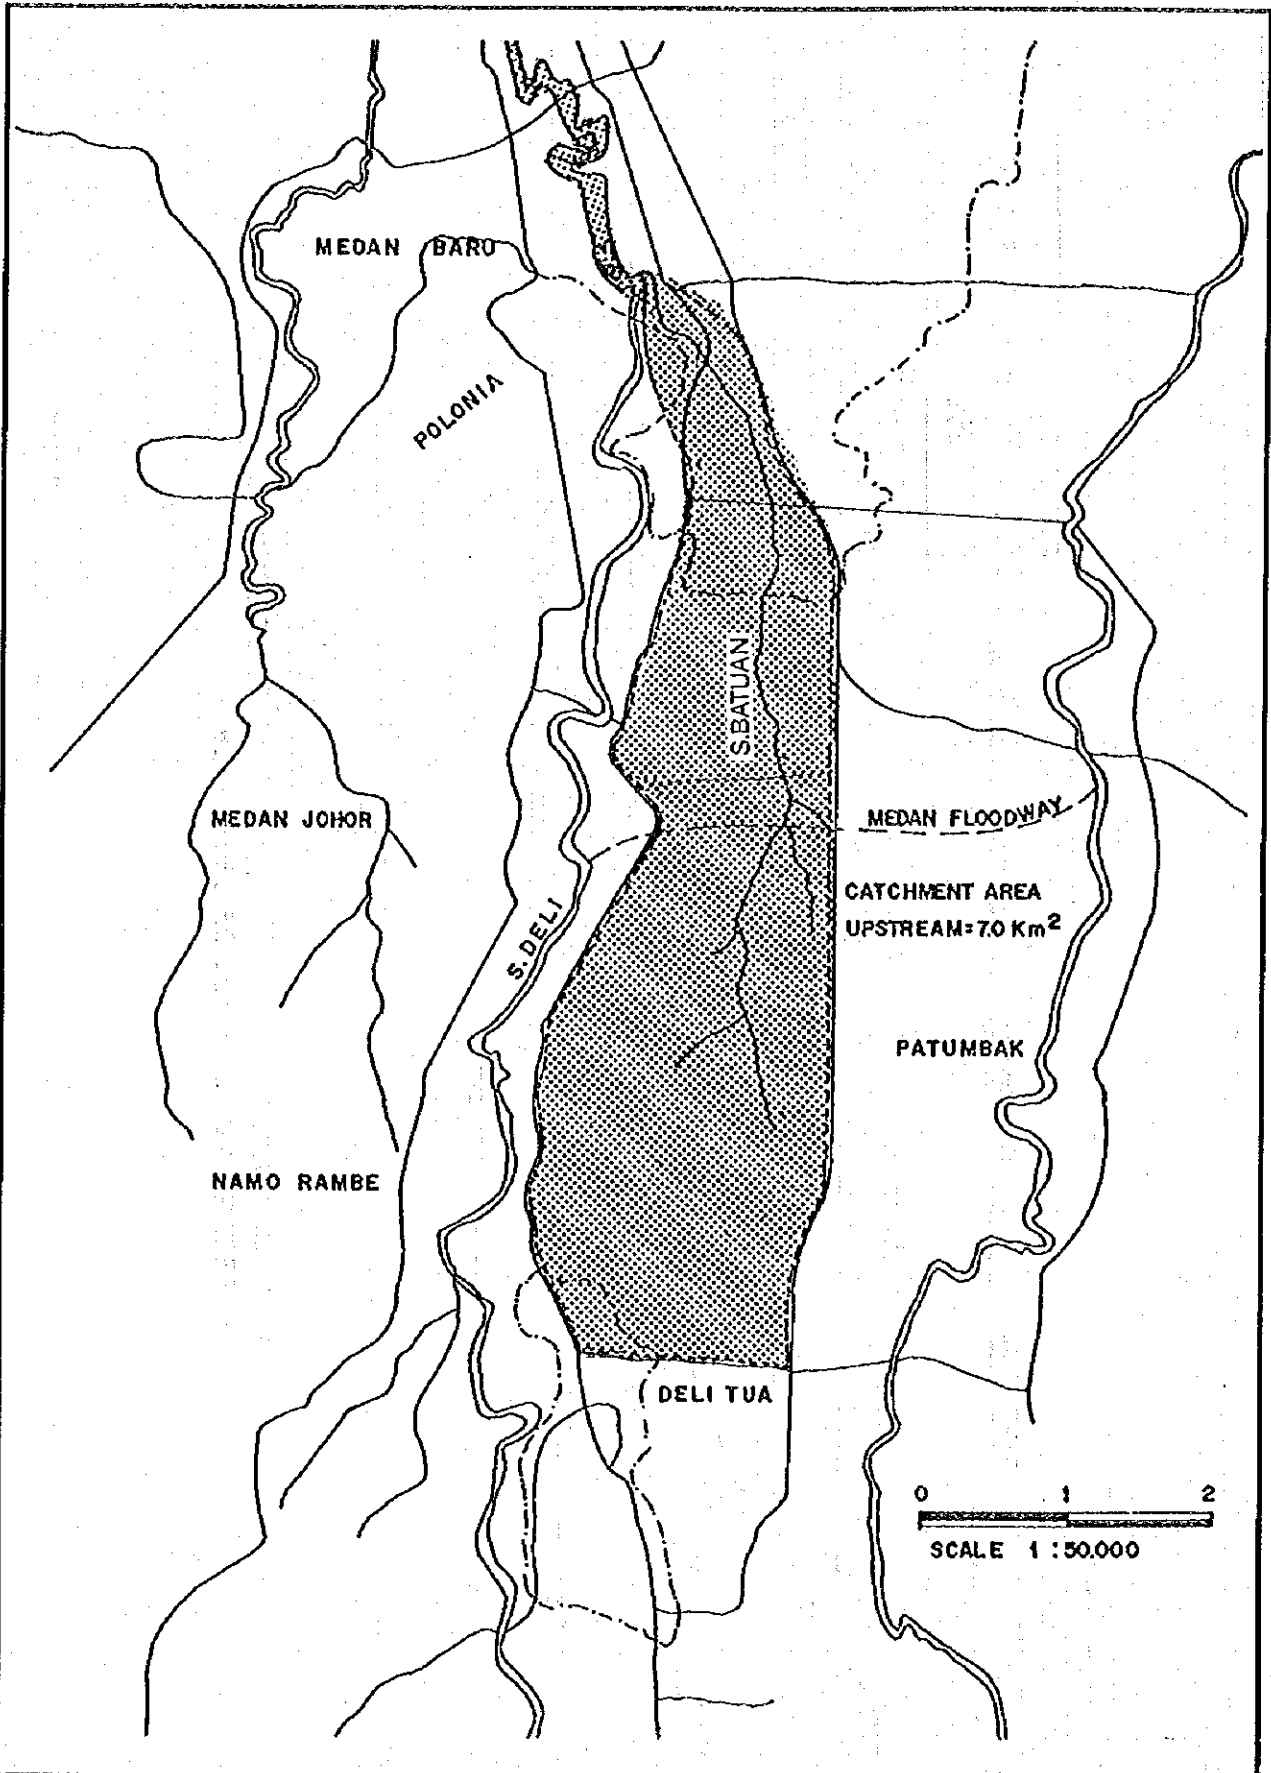 MEDAN BARU
POLONIA
S.BATUAN
MEDAN JOHOR
MEDAN FLOODWAY
CATCHMENT AREA
UPSTREAM=7.0 Km²
S. DELI
PATUMBAK
NAMO RAMBE
DELI TUA
0 1 2
SCALE 1 : 50.000